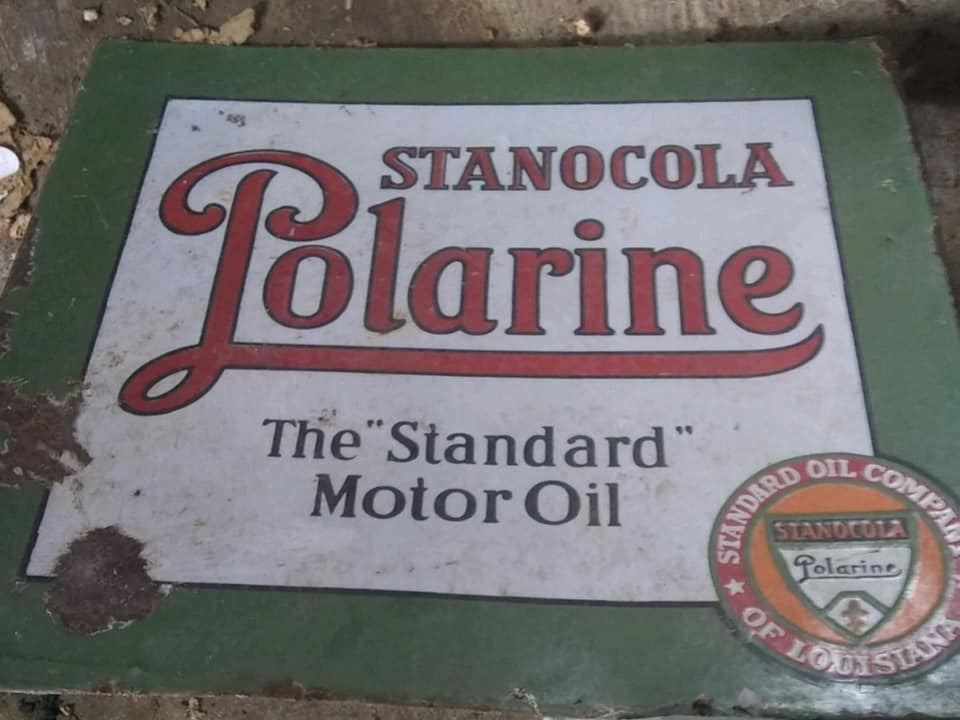 STANOCOLA
Polarine
The "Standard"
Motor Oil
STANDARD OIL COMPANY
STANOCOLA
Polarine
OF LOUISIANA